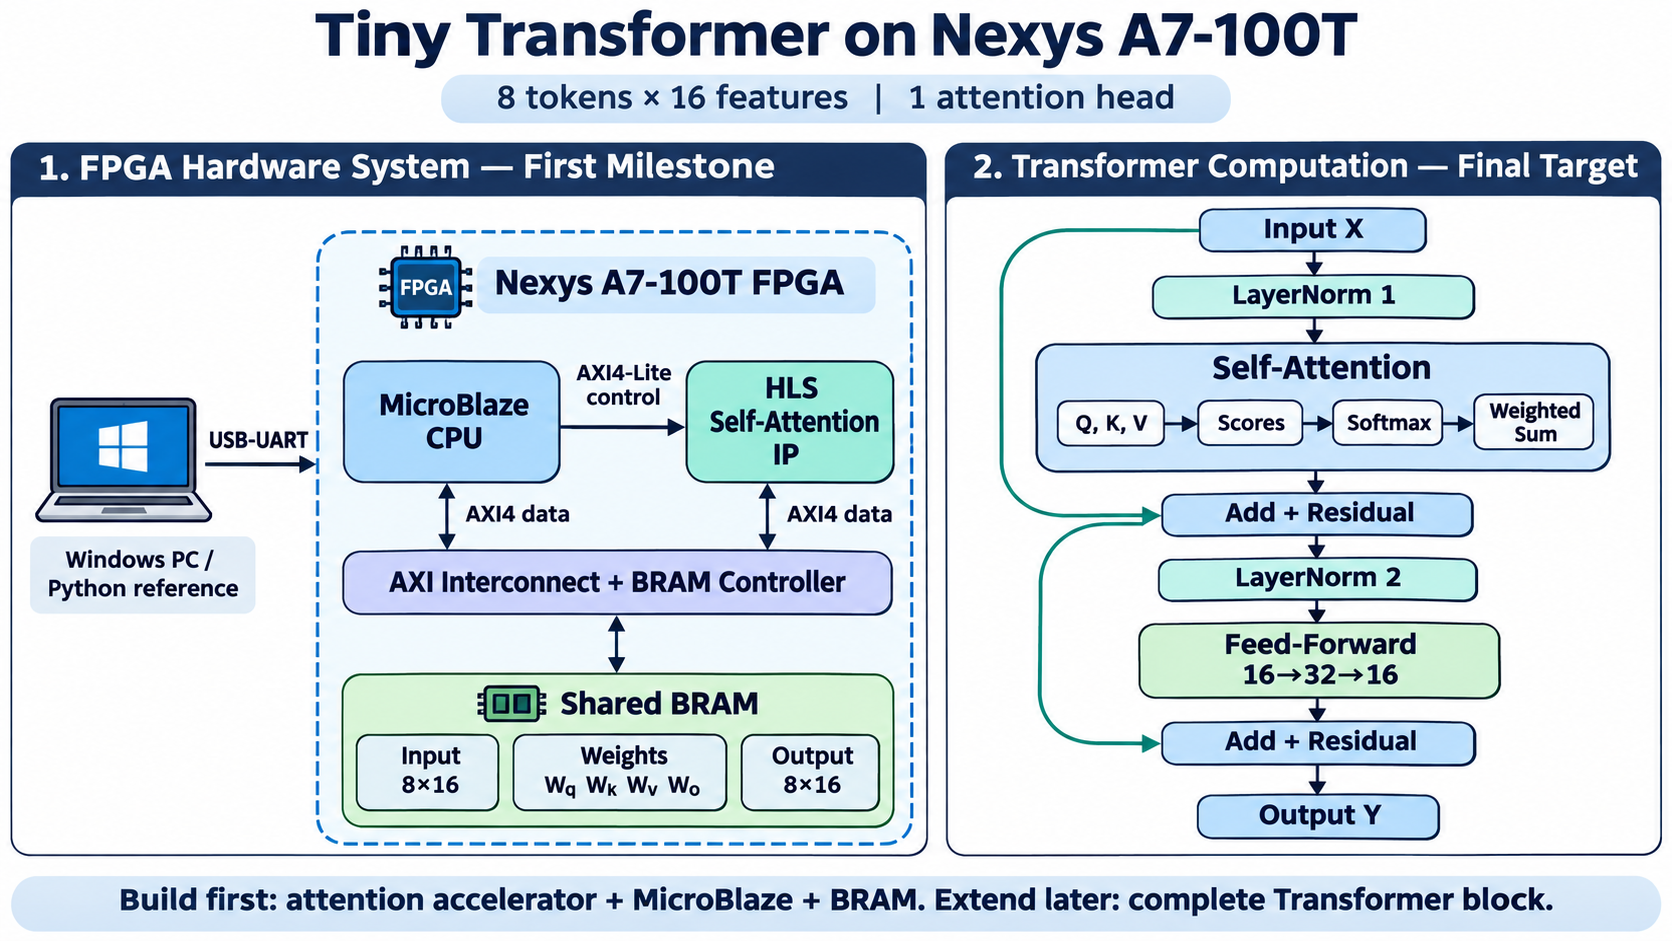 Tiny Transformer on Nexys A7-100T
8 tokens × 16 features | 1 attention head
1. FPGA Hardware System — First Milestone
FPGA
Nexys A7-100T FPGA
MicroBlaze
CPU
AXI4-Lite
control
HLS
Self-Attention
IP
USB-UART
Windows PC /
Python reference
AXI4 data
AXI4 data
AXI Interconnect + BRAM Controller
Shared BRAM
Input
8×16
Weights
Wq Wk Wv Wo
Output
8×16
2. Transformer Computation — Final Target
Input X
LayerNorm 1
Self-Attention
Q, K, V
Scores
Softmax
Weighted
Sum
Add + Residual
LayerNorm 2
Feed-Forward
16→32→16
Add + Residual
Output Y
Build first: attention accelerator + MicroBlaze + BRAM. Extend later: complete Transformer block.